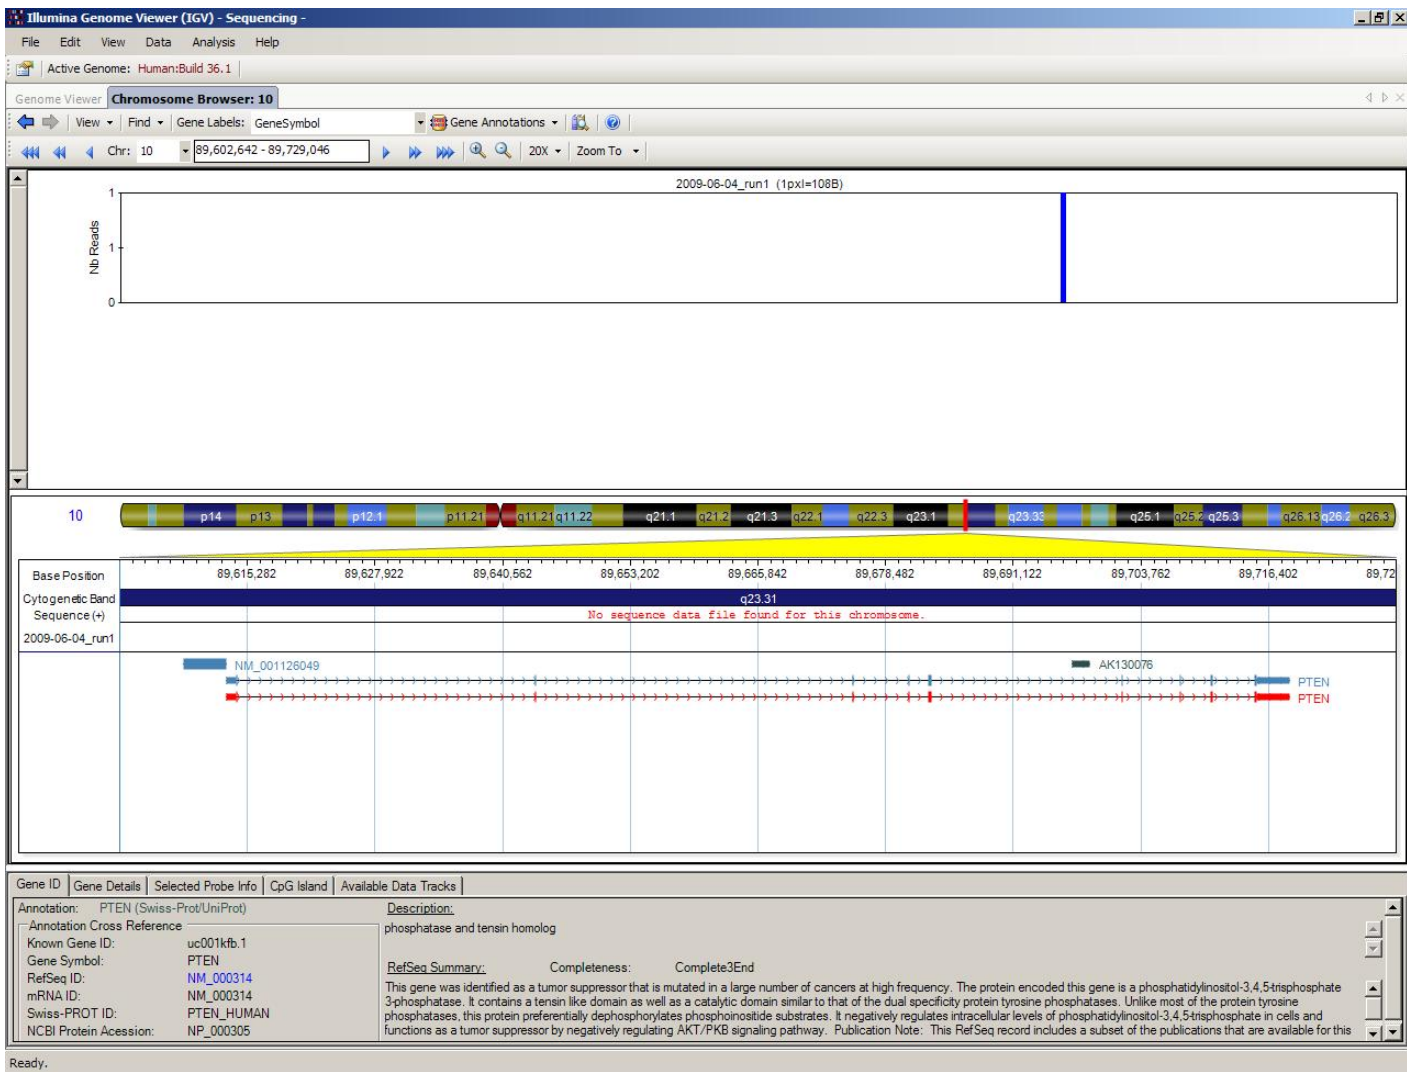 Illumina Genome Viewer (IGV) - Sequencing -
File Edit View Data Analysis Help
Active Genome: Human:Build 36.1
Genome Viewer Chromosome Browser: 10
View Find Gene Labels: GeneSymbol Gene Annotations
Chr: 10 89,602,642 - 89,729,046 20X Zoom To
2009-06-04_run1 (1pxl=108B)
1
Nb Reads
1
0
10 p14 p13 p12.1 p11.21 q11.21 q11.22 q21.1 q21.2 q21.3 q22.1 q22.3 q23.1 q23.33 q25.1 q25.2 q25.3 q26.13 q26.2 q26.3
Base Position 89,615,282 89,627,922 89,640,562 89,653,202 89,665,842 89,678,482 89,691,122 89,703,762 89,716,402 89,72
Cytogenetic Band q23.31
Sequence (+) No sequence data file found for this chromosome.
2009-06-04_run1
NM_001126049 AK130076
PTEN
PTEN
Gene ID Gene Details Selected Probe Info CpG Island Available Data Tracks
Annotation: PTEN (Swiss-Prot/UniProt)
Annotation Cross Reference
Known Gene ID: uc001kfb.1
Gene Symbol: PTEN
RefSeq ID: NM_000314
mRNA ID: NM_000314
Swiss-PROT ID: PTEN_HUMAN
NCBI Protein Acession: NP_000305
Description:
phosphatase and tensin homolog
RefSeq Summary: Completeness: Complete3End
This gene was identified as a tumor suppressor that is mutated in a large number of cancers at high frequency. The protein encoded this gene is a phosphatidylinositol-3,4,5-trisphosphate
3-phosphatase. It contains a tensin like domain as well as a catalytic domain similar to that of the dual specificity protein tyrosine phosphatases. Unlike most of the protein tyrosine
phosphatases, this protein preferentially dephosphorylates phosphoinositide substrates. It negatively regulates intracellular levels of phosphatidylinositol-3,4,5-trisphosphate in cells and
functions as a tumor suppressor by negatively regulating AKT/PKB signaling pathway. Publication Note: This RefSeq record includes a subset of the publications that are available for this
Ready.